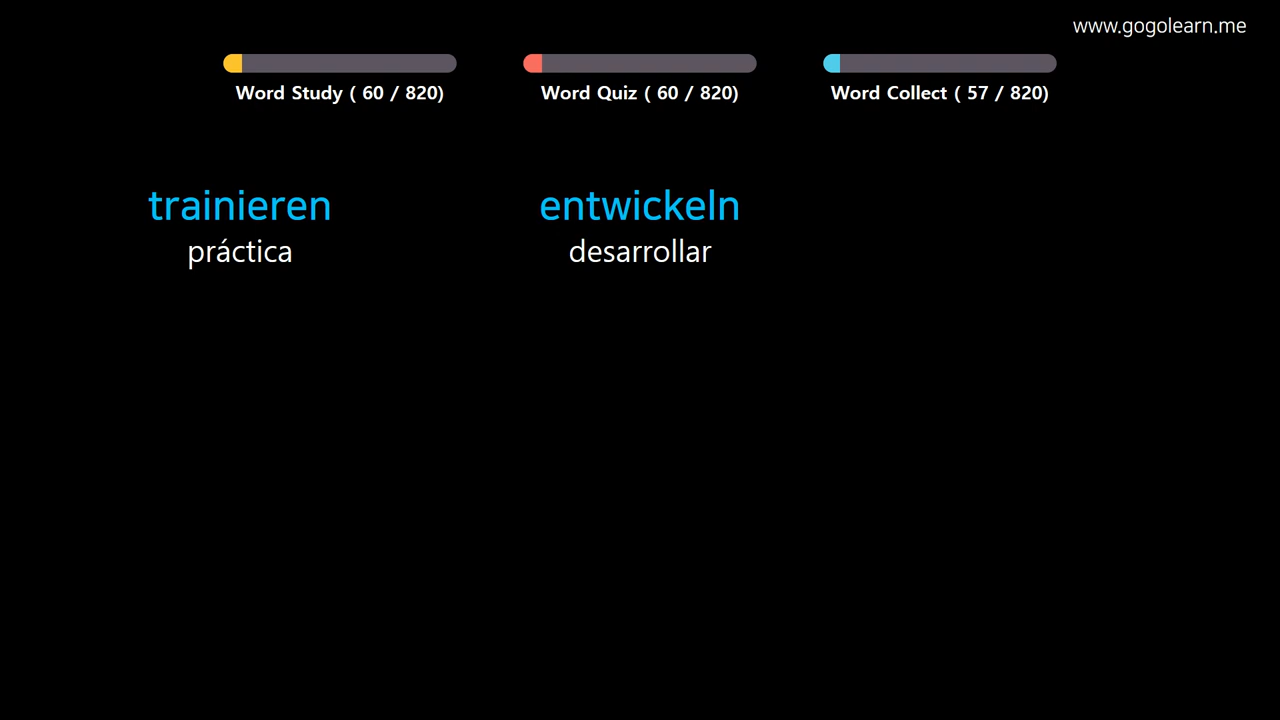 www.gogolearn.me
Word Study ( 60 / 820)
Word Quiz ( 60 / 820)
Word Collect ( 57 / 820)
trainieren
práctica
entwickeln
desarrollar